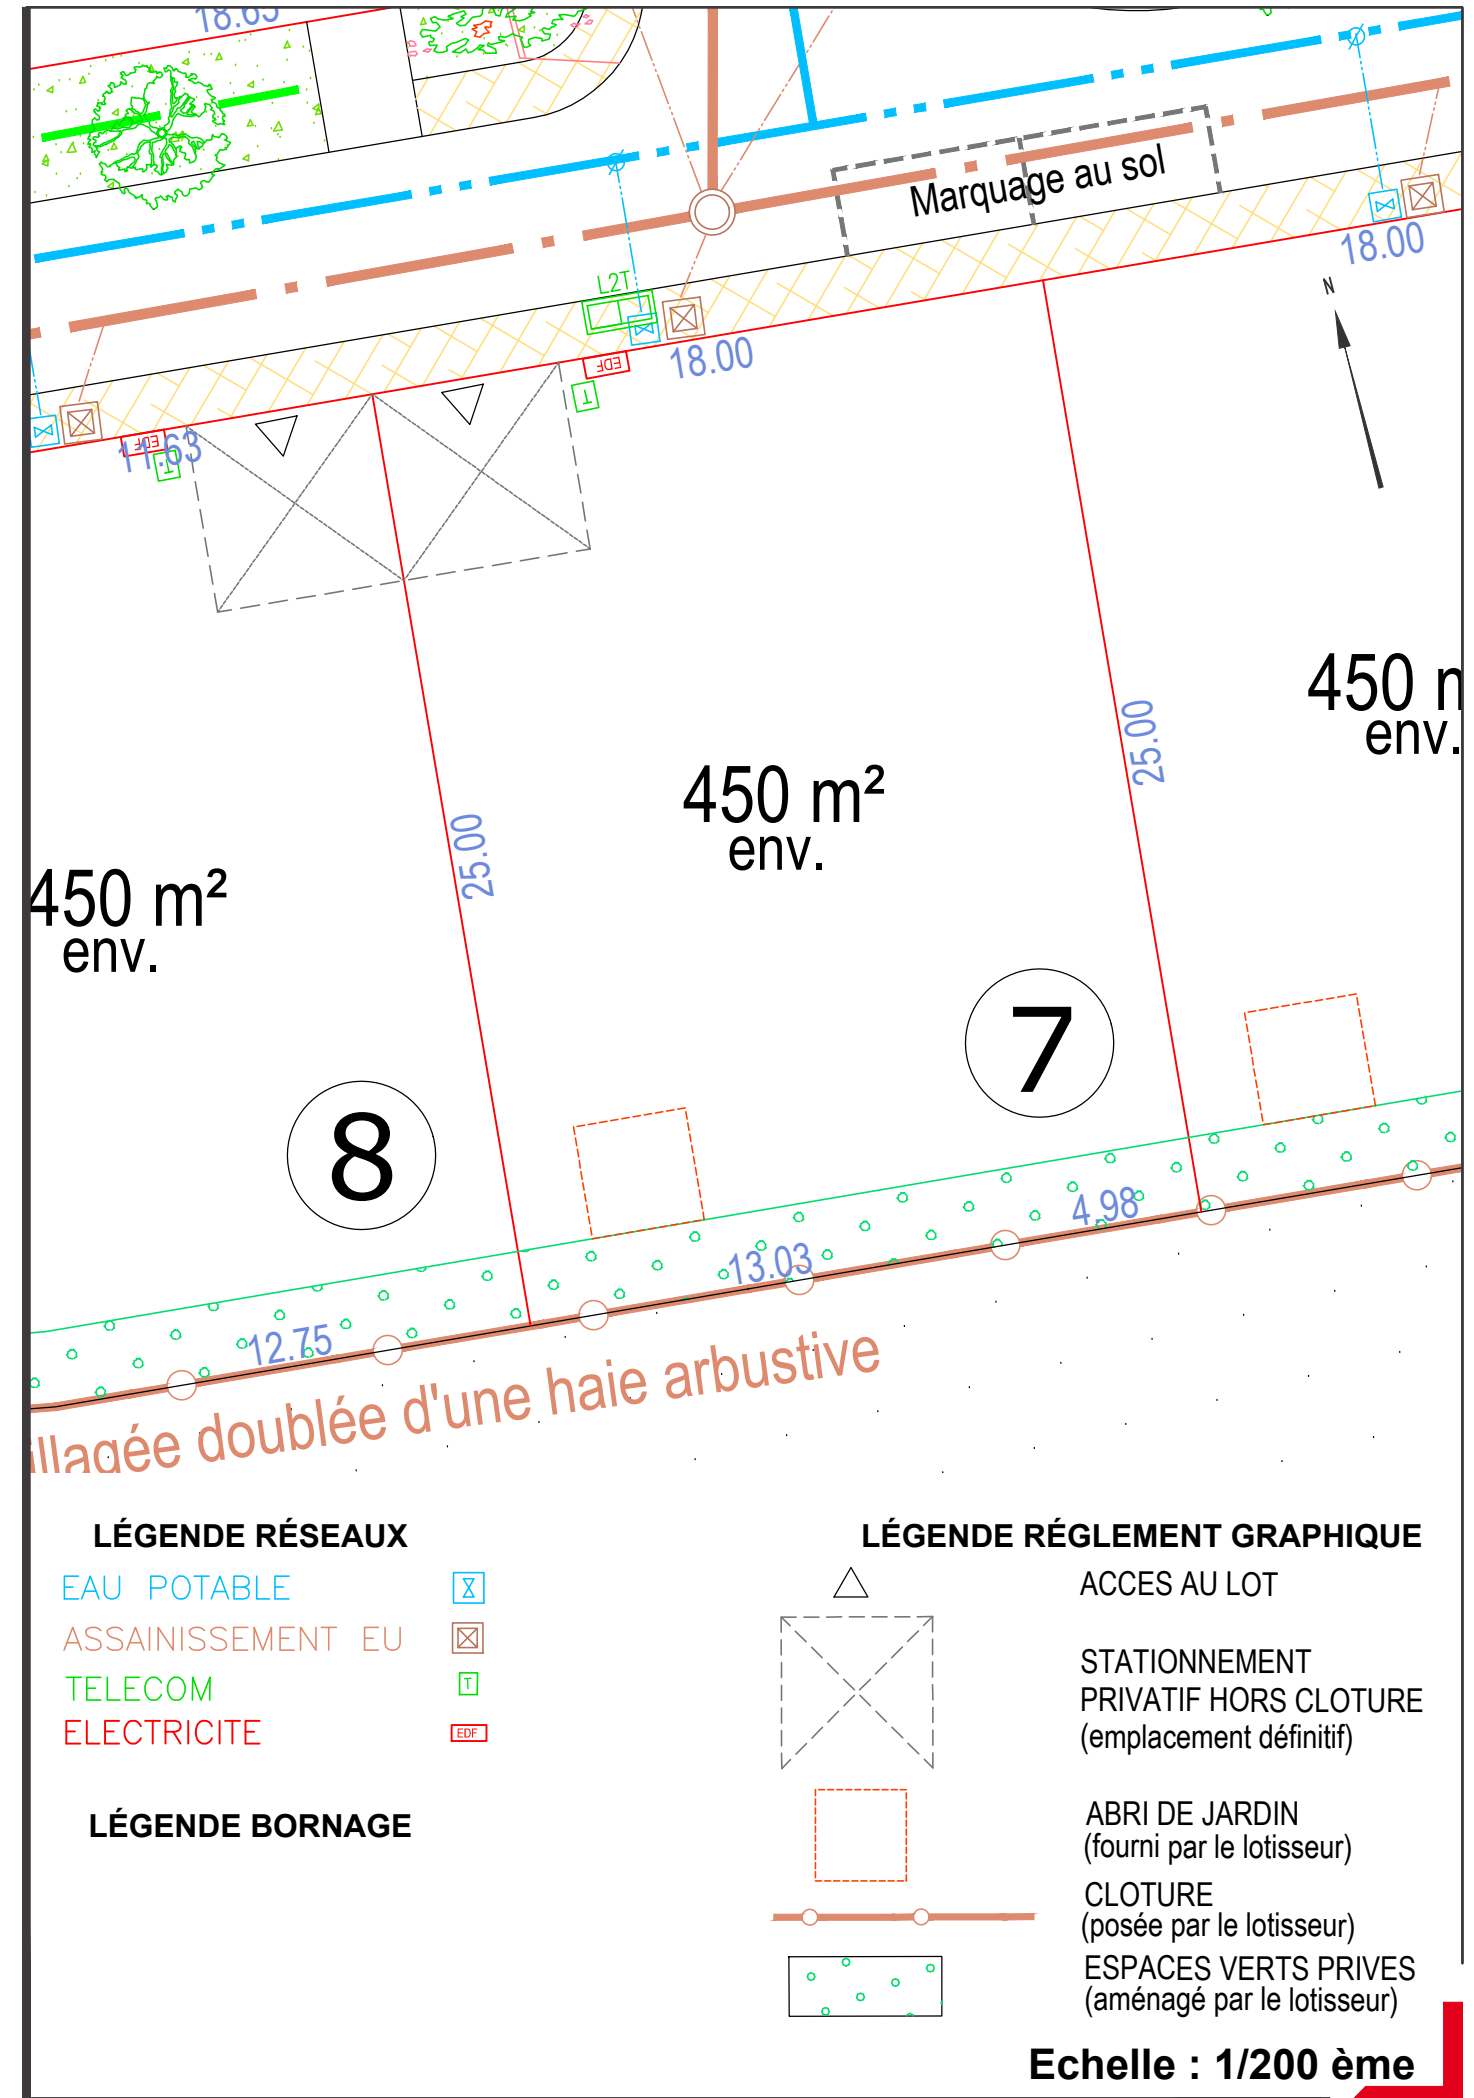 18.63
Marquage au sol
18.00
N
L2T
EDF
18.00
T
EDF
11.63
T
450 m
env.
25.00
450 m²
env.
25.00
450 m²
env.
7
8
4.98
13.03
12.75
illagée doublée d'une haie arbustive
LÉGENDE RÉSEAUX
EAU POTABLE
ASSAINISSEMENT EU
TELECOM
T
ELECTRICITE
EDF
LÉGENDE BORNAGE
LÉGENDE RÉGLEMENT GRAPHIQUE
ACCES AU LOT
STATIONNEMENT
PRIVATIF HORS CLOTURE
(emplacement définitif)
ABRI DE JARDIN
(fourni par le lotisseur)
CLOTURE
(posée par le lotisseur)
ESPACES VERTS PRIVES
(aménagé par le lotisseur)
Echelle : 1/200 ème